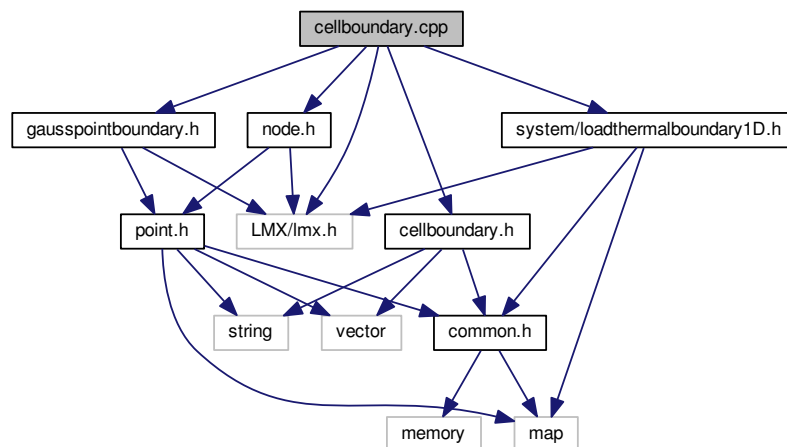 cellboundary.cpp
gausspointboundary.h
node.h
system/loadthermalboundary1D.h
point.h
LMX/lmx.h
cellboundary.h
string
vector
common.h
memory
map